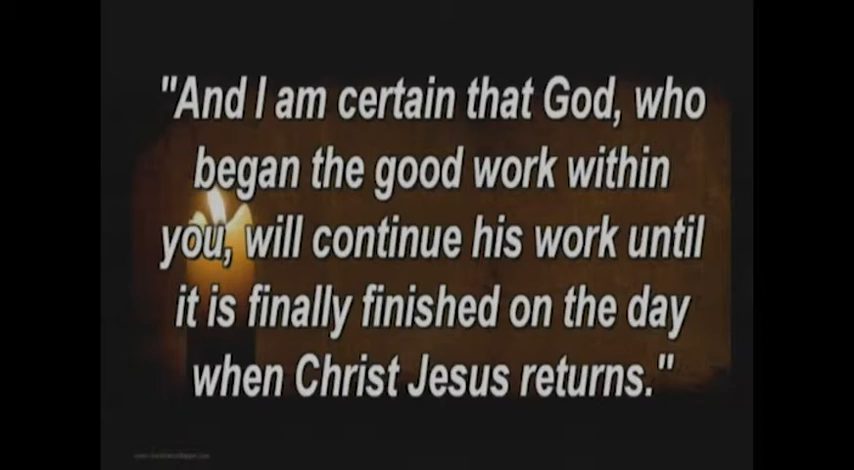 "And I am certain that God, who
began the good work within
you, will continue his work until
it is finally finished on the day
when Christ Jesus returns."